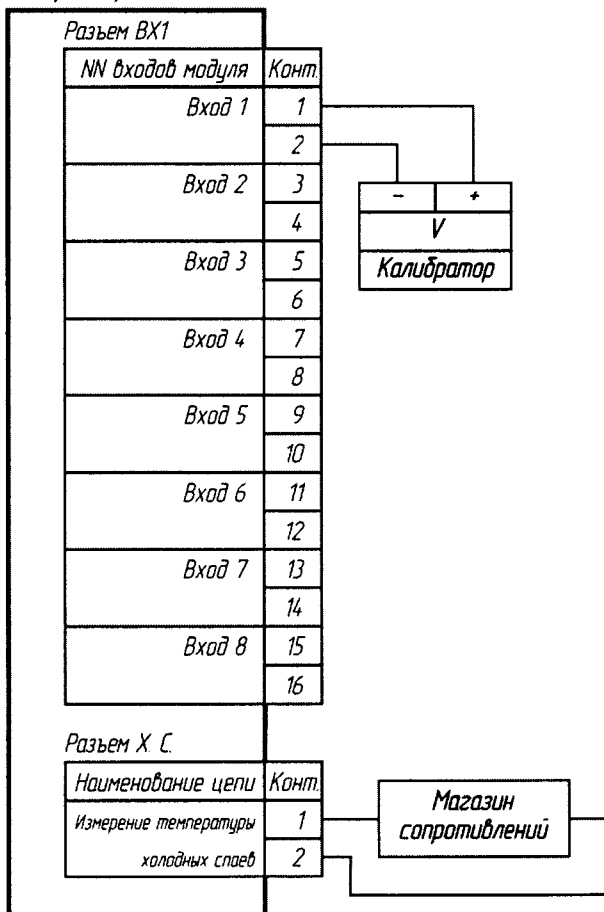 Разъем ВХ1
NN входов модуля Конт.
Вход 1 1
2
Вход 2 3
4
Вход 3 5
6
Вход 4 7
8
Вход 5 9
10
Вход 6 11
12
Вход 7 13
14
Вход 8 15
16
- +
V
Калибратор
Разъем Х. С.
Наименование цепи Конт.
Измерение температуры 1
холодных спаев 2
Магазин
сопротивлений